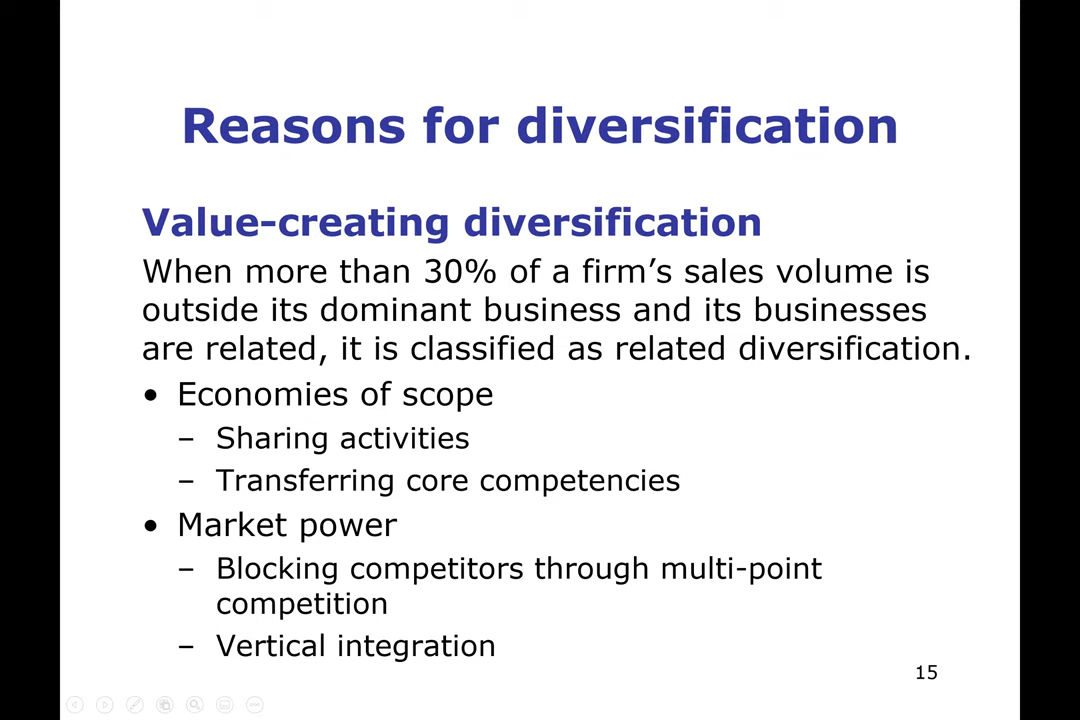 Reasons for diversification
Value-creating diversification
When more than 30% of a firm’s sales volume is
outside its dominant business and its businesses
are related, it is classified as related diversification.
• Economies of scope
– Sharing activities
– Transferring core competencies
• Market power
– Blocking competitors through multi-point
competition
– Vertical integration
15